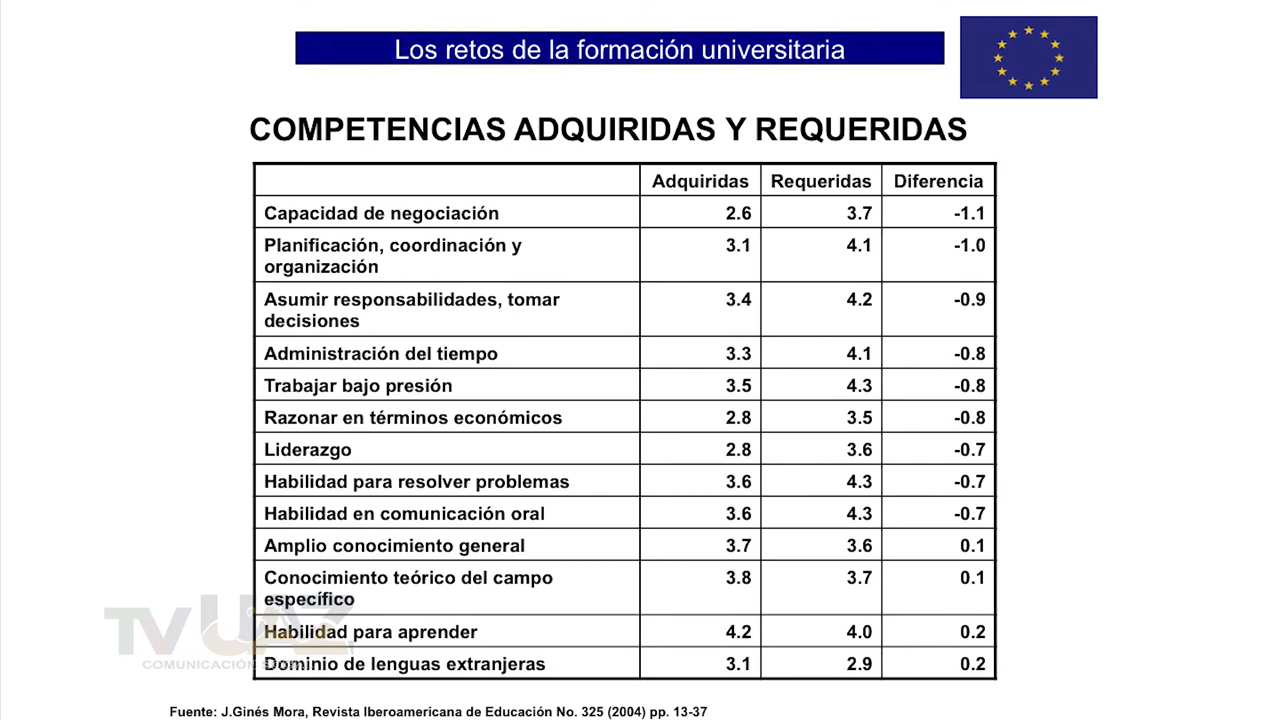 Los retos de la formación universitaria
COMPETENCIAS ADQUIRIDAS Y REQUERIDAS
Adquiridas Requeridas Diferencia
Capacidad de negociación 2.6 3.7 -1.1
Planificación, coordinación y 3.1 4.1 -1.0
organización
Asumir responsabilidades, tomar 3.4 4.2 -0.9
decisiones
Administración del tiempo 3.3 4.1 -0.8
Trabajar bajo presión 3.5 4.3 -0.8
Razonar en términos económicos 2.8 3.5 -0.8
Liderazgo 2.8 3.6 -0.7
Habilidad para resolver problemas 3.6 4.3 -0.7
Habilidad en comunicación oral 3.6 4.3 -0.7
Amplio conocimiento general 3.7 3.6 0.1
Conocimiento teórico del campo 3.8 3.7 0.1
específico
Habilidad para aprender 4.2 4.0 0.2
Dominio de lenguas extranjeras 3.1 2.9 0.2
TV UAZ
COMUNICACIÓN
Fuente: J.Ginés Mora, Revista Iberoamericana de Educación No. 325 (2004) pp. 13-37